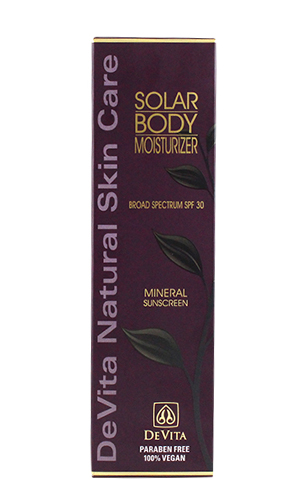 DeVita Natural Skin Care
SOLAR
BODY
MOISTURIZER
BROAD SPECTRUM SPF 30
MINERAL
SUNSCREEN
DEVITA
PARABEN FREE
100% VEGAN